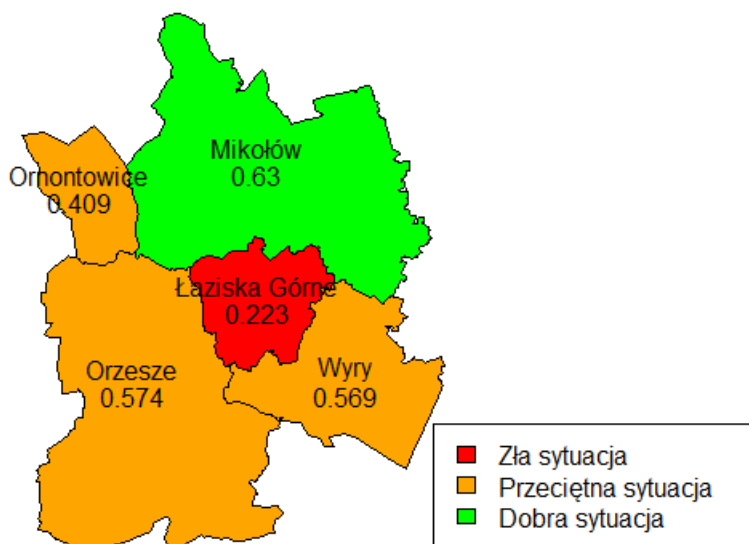 Mikołów
0.63
Ornontowice
0.409
Łaziska Górne
0.223
Orzesze
0.574
Wyry
0.569
Zła sytuacja
Przeciętna sytuacja
Dobra sytuacja